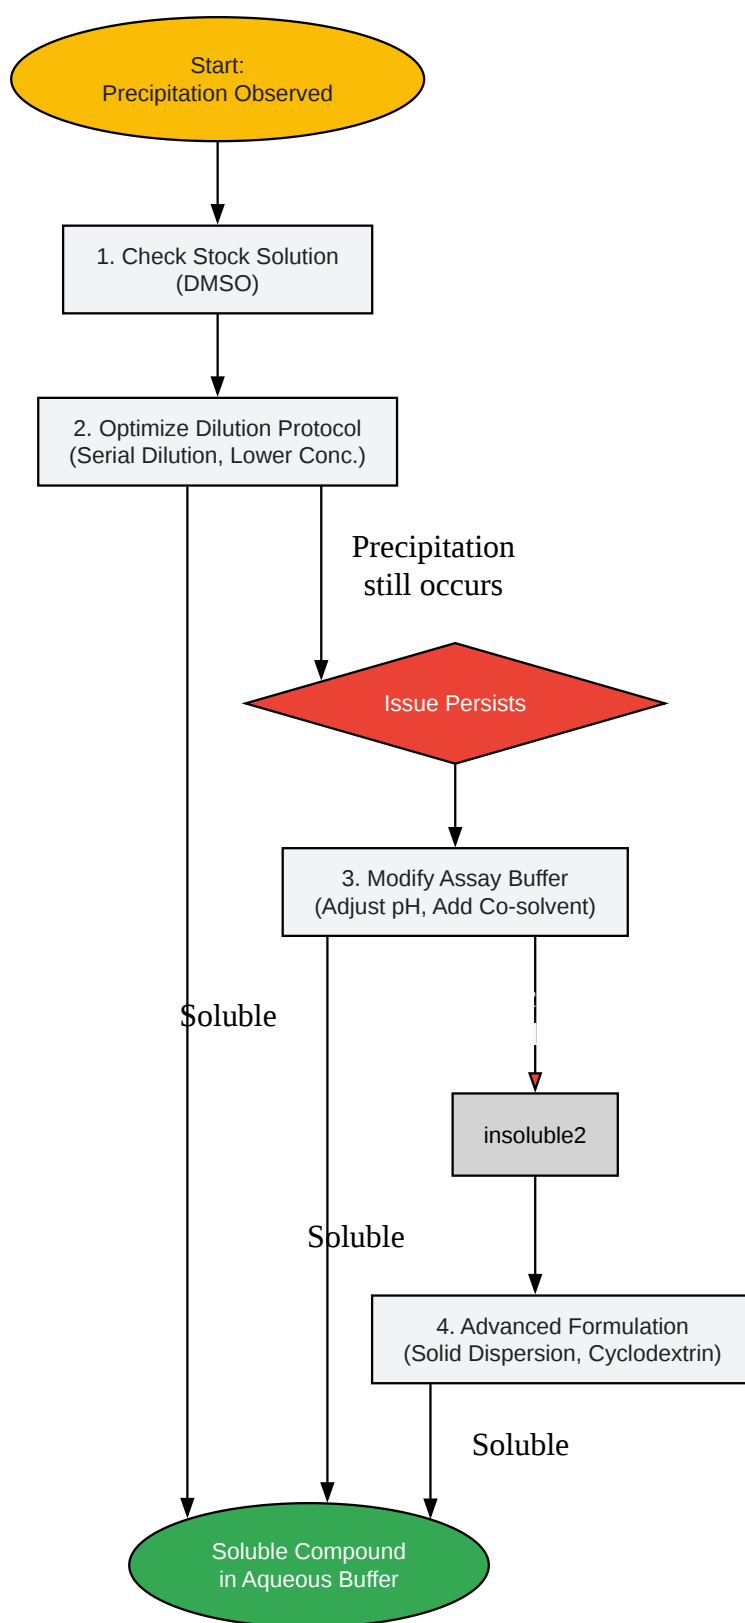 Start:
Precipitation Observed
1. Check Stock Solution
(DMSO)
2. Optimize Dilution Protocol
(Serial Dilution, Lower Conc.)
Precipitation
still occurs
Issue Persists
3. Modify Assay Buffer
(Adjust pH, Add Co-solvent)
Soluble
insoluble2
Soluble
4. Advanced Formulation
(Solid Dispersion, Cyclodextrin)
Soluble
Soluble Compound
in Aqueous Buffer